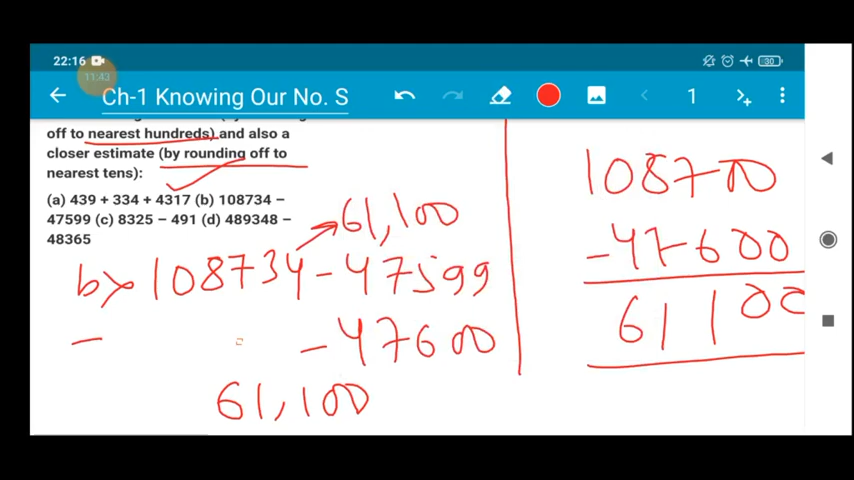 22:16
30
11:43
Ch-1 Knowing Our No. S
1
off to nearest hundreds) and also a
closer estimate (by rounding off to
nearest tens):
(a) 439 + 334 + 4317 (b) 108734 −
47599 (c) 8325 − 491 (d) 489348 −
48365
61,100
b> 108734 - 47599
- 47600
61,100
108700
- 47600
61100